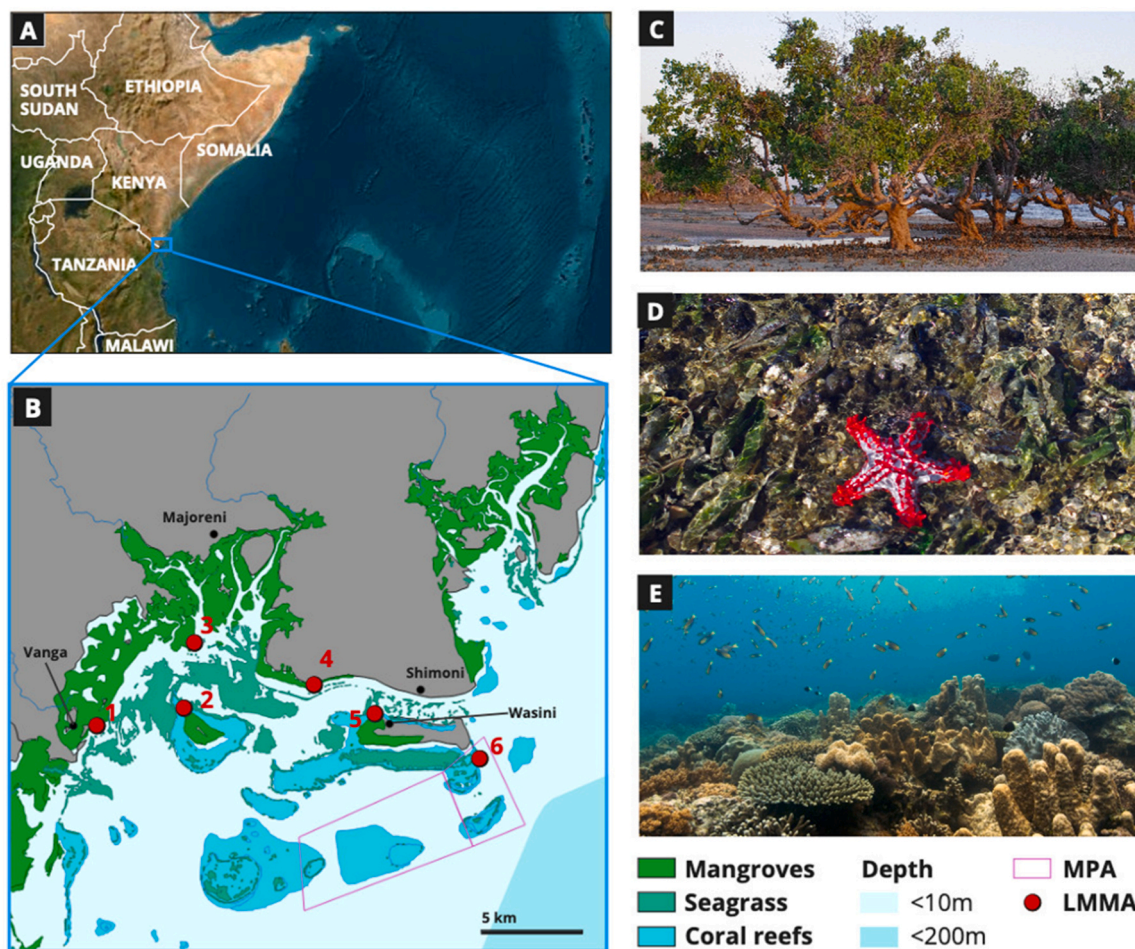 A
SOUTH
SUDAN
ETHIOPIA
SOMALIA
UGANDA
KENYA
TANZANIA
MALAWI
B
Majoreni
3
Vanga
4
Shimoni
2
1
5
Wasini
6
5 km
C
D
E
Mangroves
Seagrass
Coral reefs
Depth
<10m
<200m
MPA
LMMA